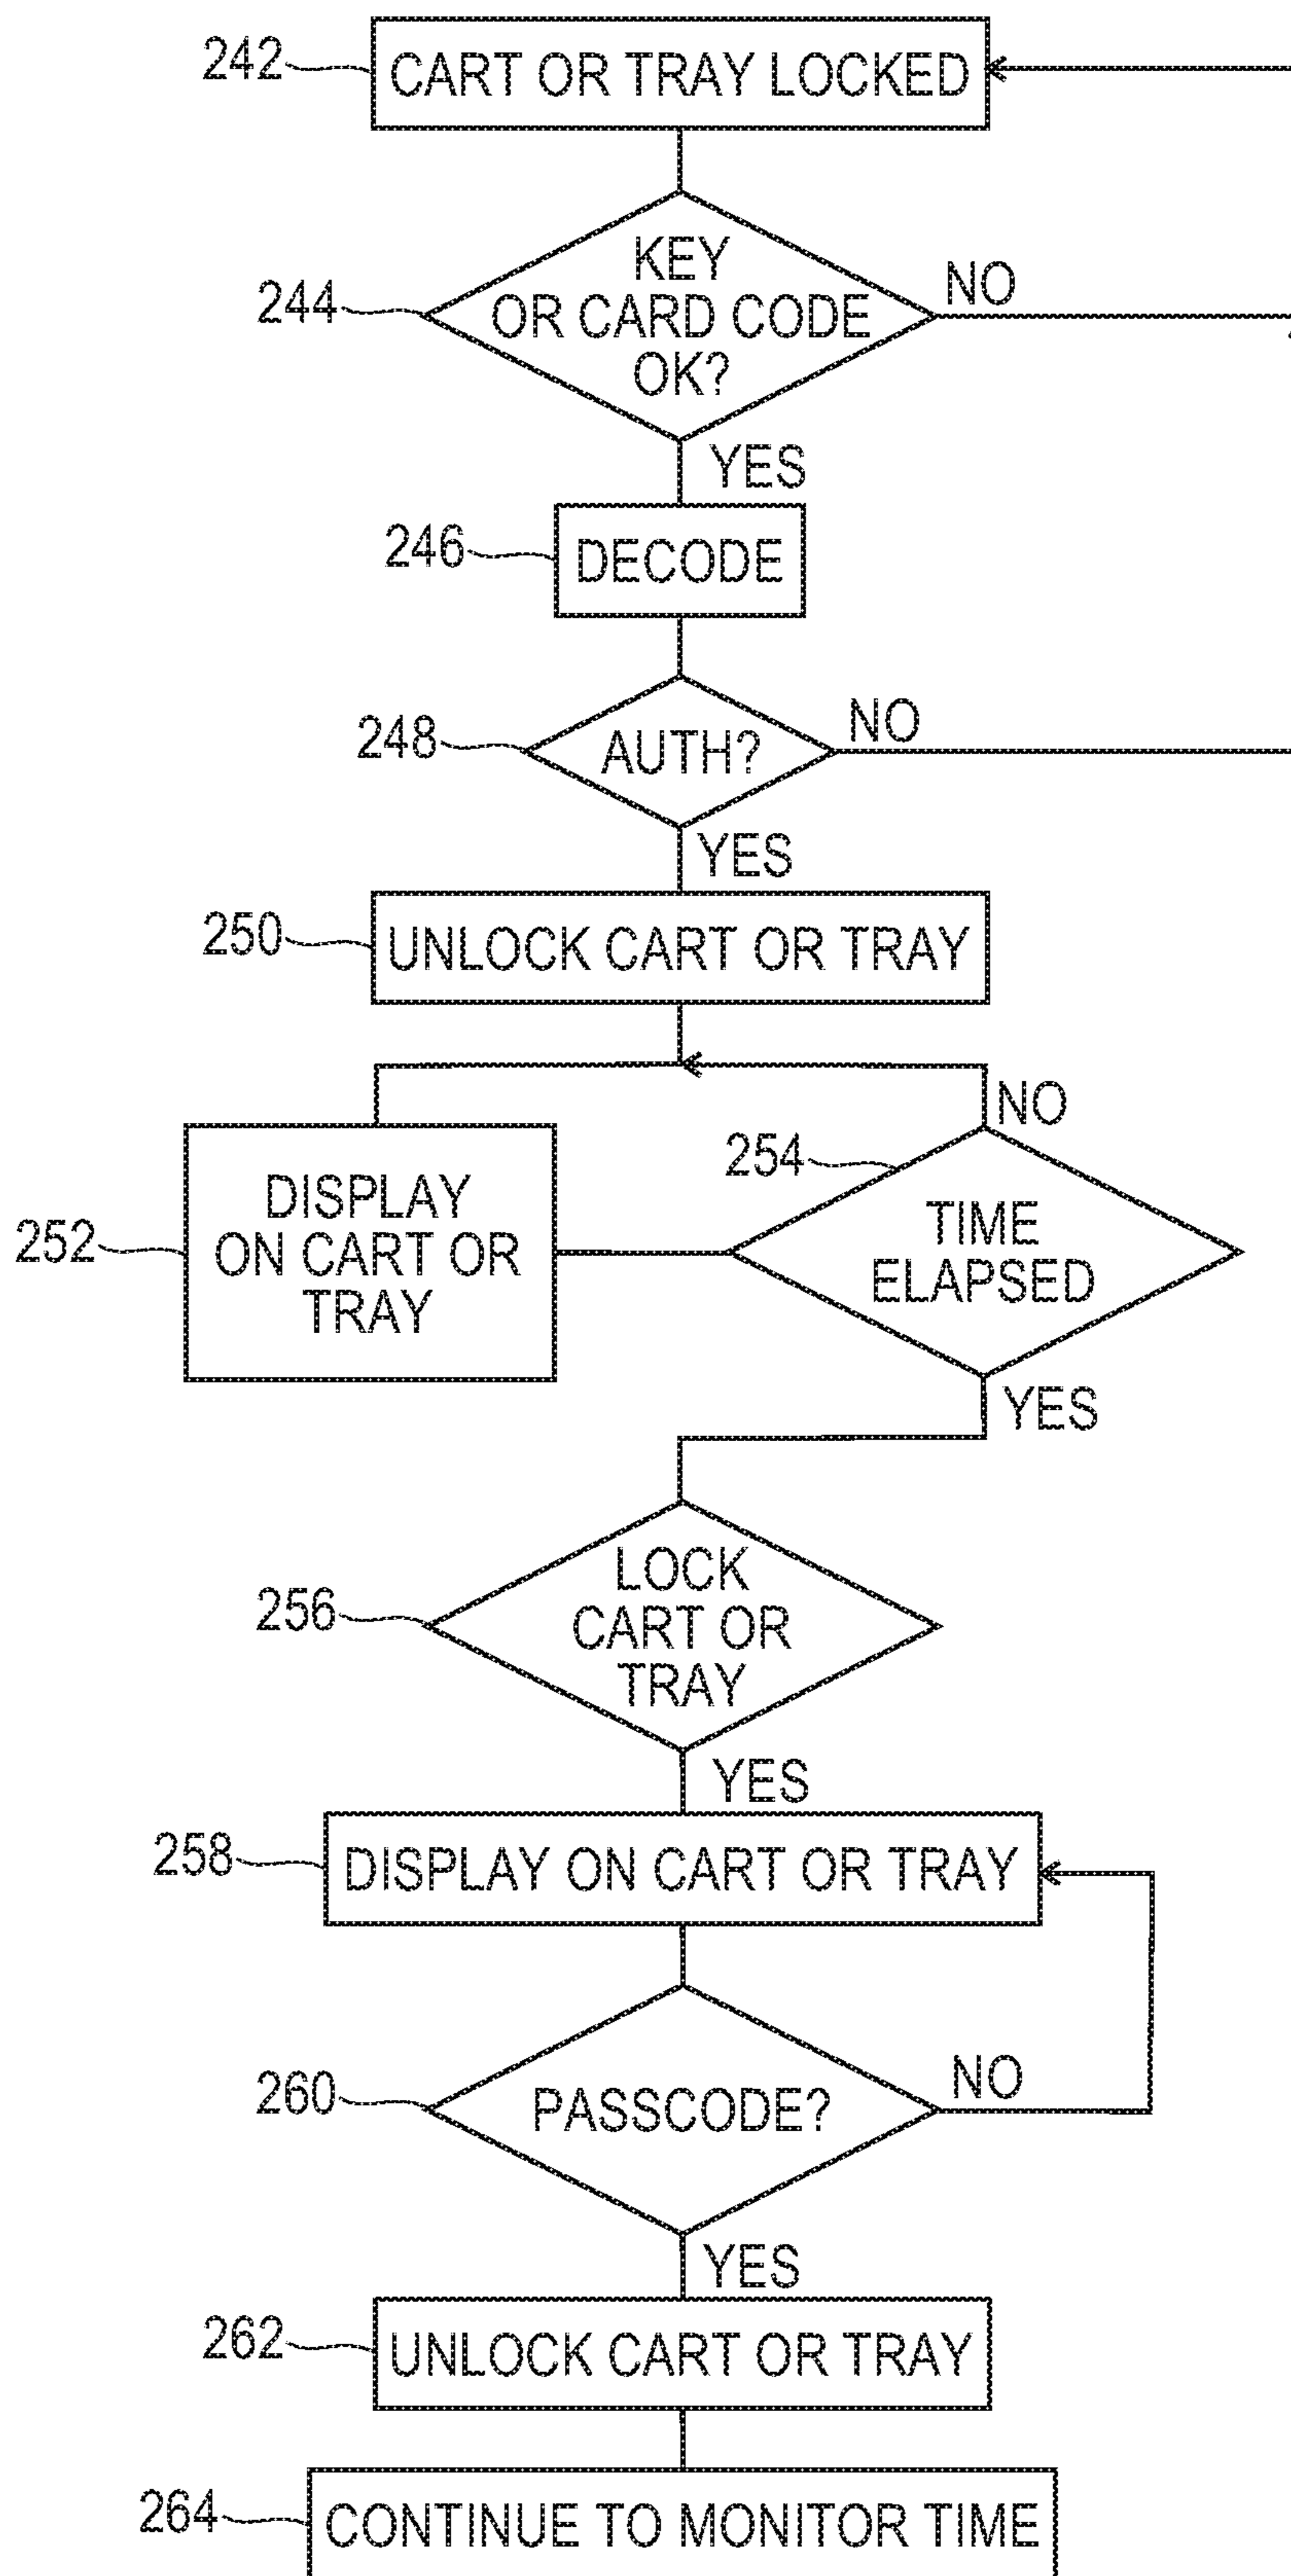 242
CART OR TRAY LOCKED
244
KEY
OR CARD CODE
OK?
NO
YES
246
DECODE
248
AUTH?
NO
YES
250
UNLOCK CART OR TRAY
NO
254
252
DISPLAY
ON CART OR
TRAY
TIME
ELAPSED
YES
256
LOCK
CART OR
TRAY
YES
258
DISPLAY ON CART OR TRAY
260
PASSCODE?
NO
YES
262
UNLOCK CART OR TRAY
264
CONTINUE TO MONITOR TIME